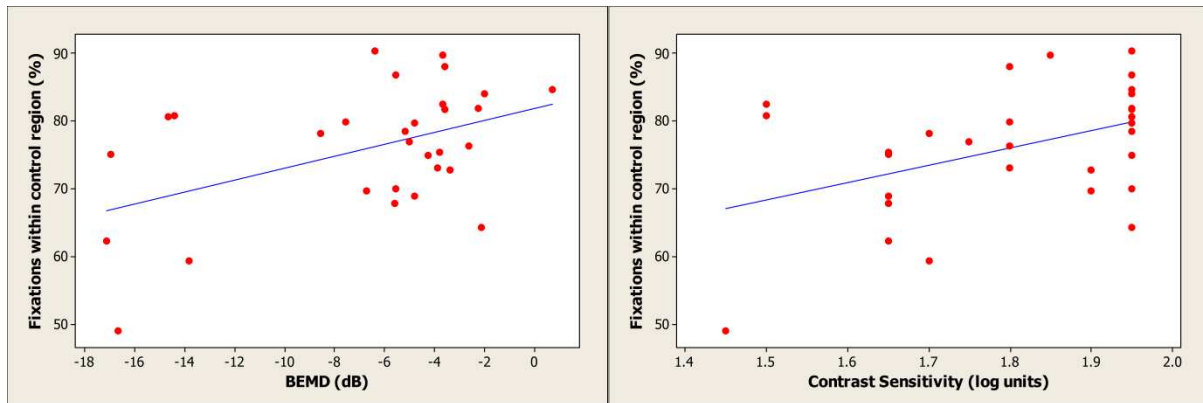 Fixations within control region (%)
90
80
70
60
50
-18 -16 -14 -12 -10 -8 -6 -4 -2 0
BEMD (dB)
Fixations within control region (%)
90
80
70
60
50
1.4 1.5 1.6 1.7 1.8 1.9 2.0
Contrast Sensitivity (log units)